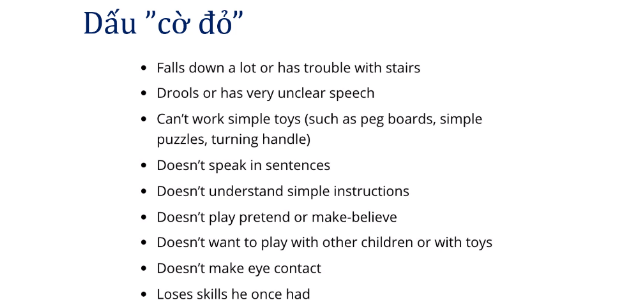 Dấu ”cờ đỏ”
• Falls down a lot or has trouble with stairs
• Drools or has very unclear speech
• Can’t work simple toys (such as peg boards, simple
puzzles, turning handle)
• Doesn’t speak in sentences
• Doesn’t understand simple instructions
• Doesn’t play pretend or make-believe
• Doesn’t want to play with other children or with toys
• Doesn’t make eye contact
• Loses skills he once had